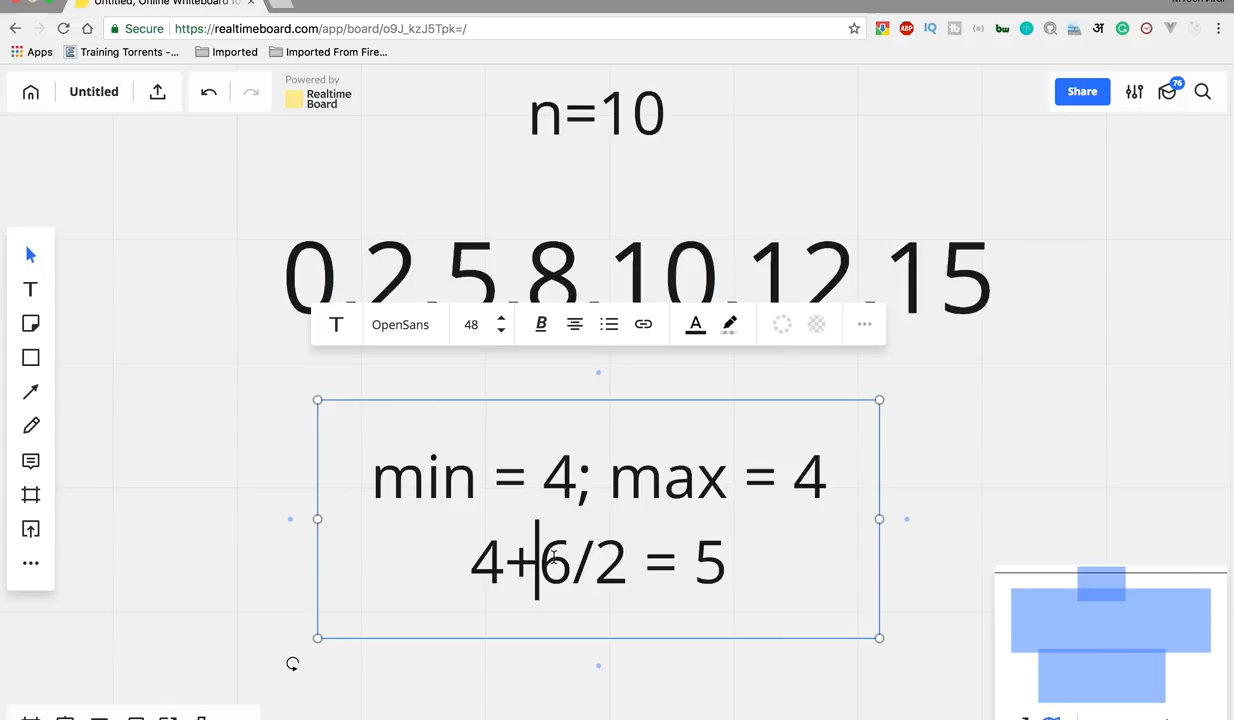 Untitled, Online Whiteboard fo
Secure https://realtimeboard.com/app/board/o9J_kzJ5Tpk=/
Apps Training Torrents -... Imported Imported From Fire...
Untitled
Powered by
Realtime
Board
Share
76
n=10
0,2,5,8,10,12,15
OpenSans 48 B A
min = 4; max = 4
4+6/2 = 5